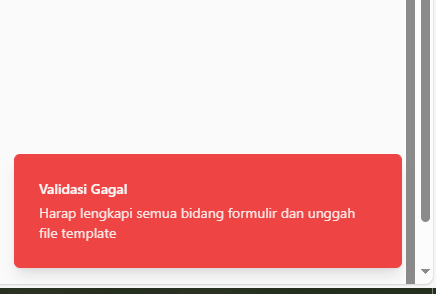 Validasi Gagal
Harap lengkapi semua bidang formulir dan unggah
file template